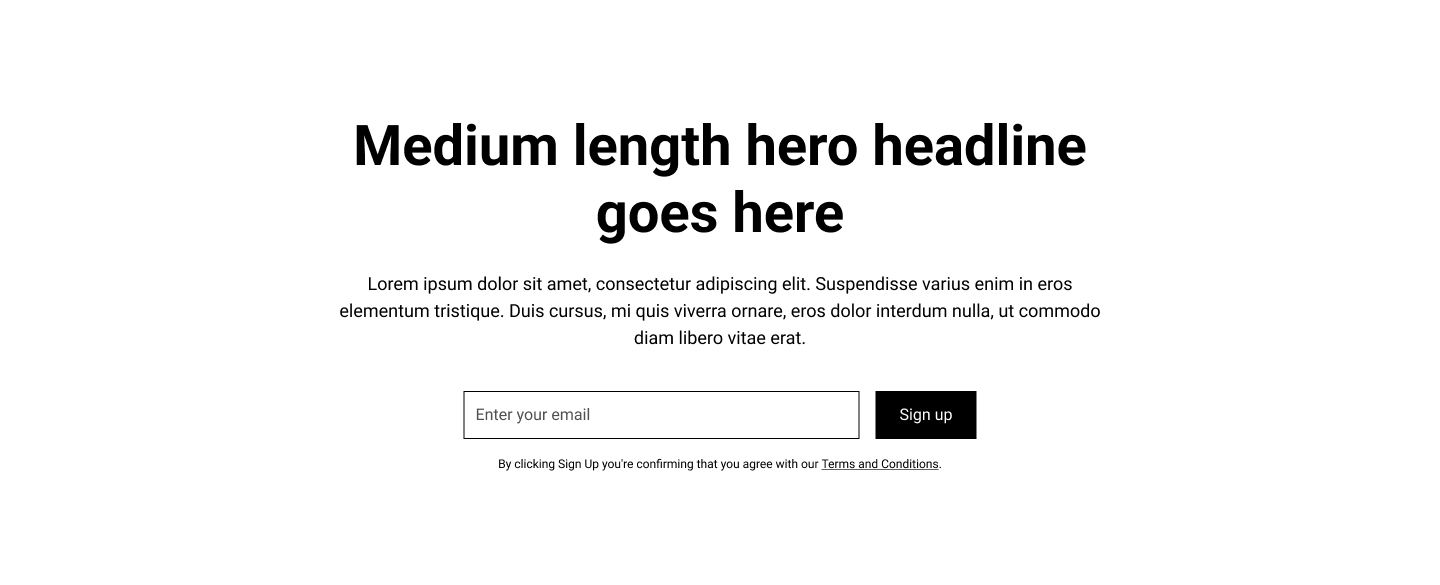 Medium length hero headline
goes here
Lorem ipsum dolor sit amet, consectetur adipiscing elit. Suspendisse varius enim in eros
elementum tristique. Duis cursus, mi quis viverra ornare, eros dolor interdum nulla, ut commodo
diam libero vitae erat.
Enter your email
Sign up
By clicking Sign Up you're confirming that you agree with our Terms and Conditions.